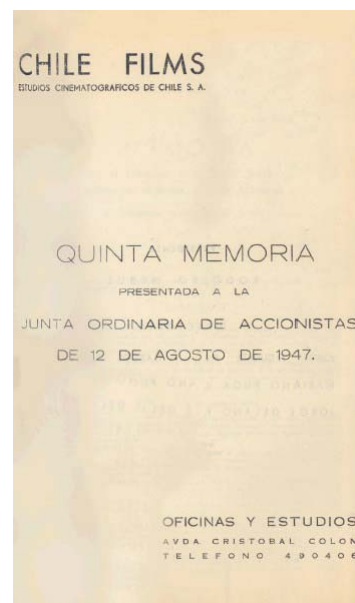 CHILE FILMS
ESTUDIOS CINEMATOGRAFICOS DE CHILE S. A.
QUINTA MEMORIA
PRESENTADA A LA
JUNTA ORDINARIA DE ACCIONISTAS
DE 12 DE AGOSTO DE 1947.
OFICINAS Y ESTUDIOS
AVDA CRISTOBAL COLON
TELEFONO 490406